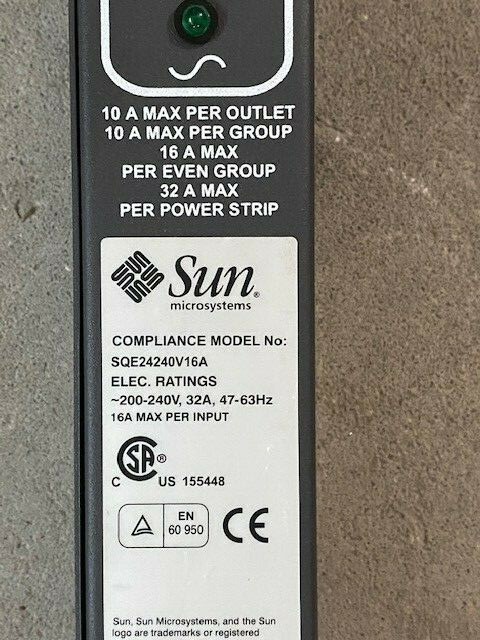 10 A MAX PER OUTLET
10 A MAX PER GROUP
16 A MAX
PER EVEN GROUP
32 A MAX
PER POWER STRIP
Sun®
microsystems
COMPLIANCE MODEL No:
SQE24240V16A
ELEC. RATINGS
~200-240V, 32A, 47-63Hz
16A MAX PER INPUT
CSA®
C US 155448
EN
60 950
CE
Sun, Sun Microsystems, and the Sun
logo are trademarks or registered